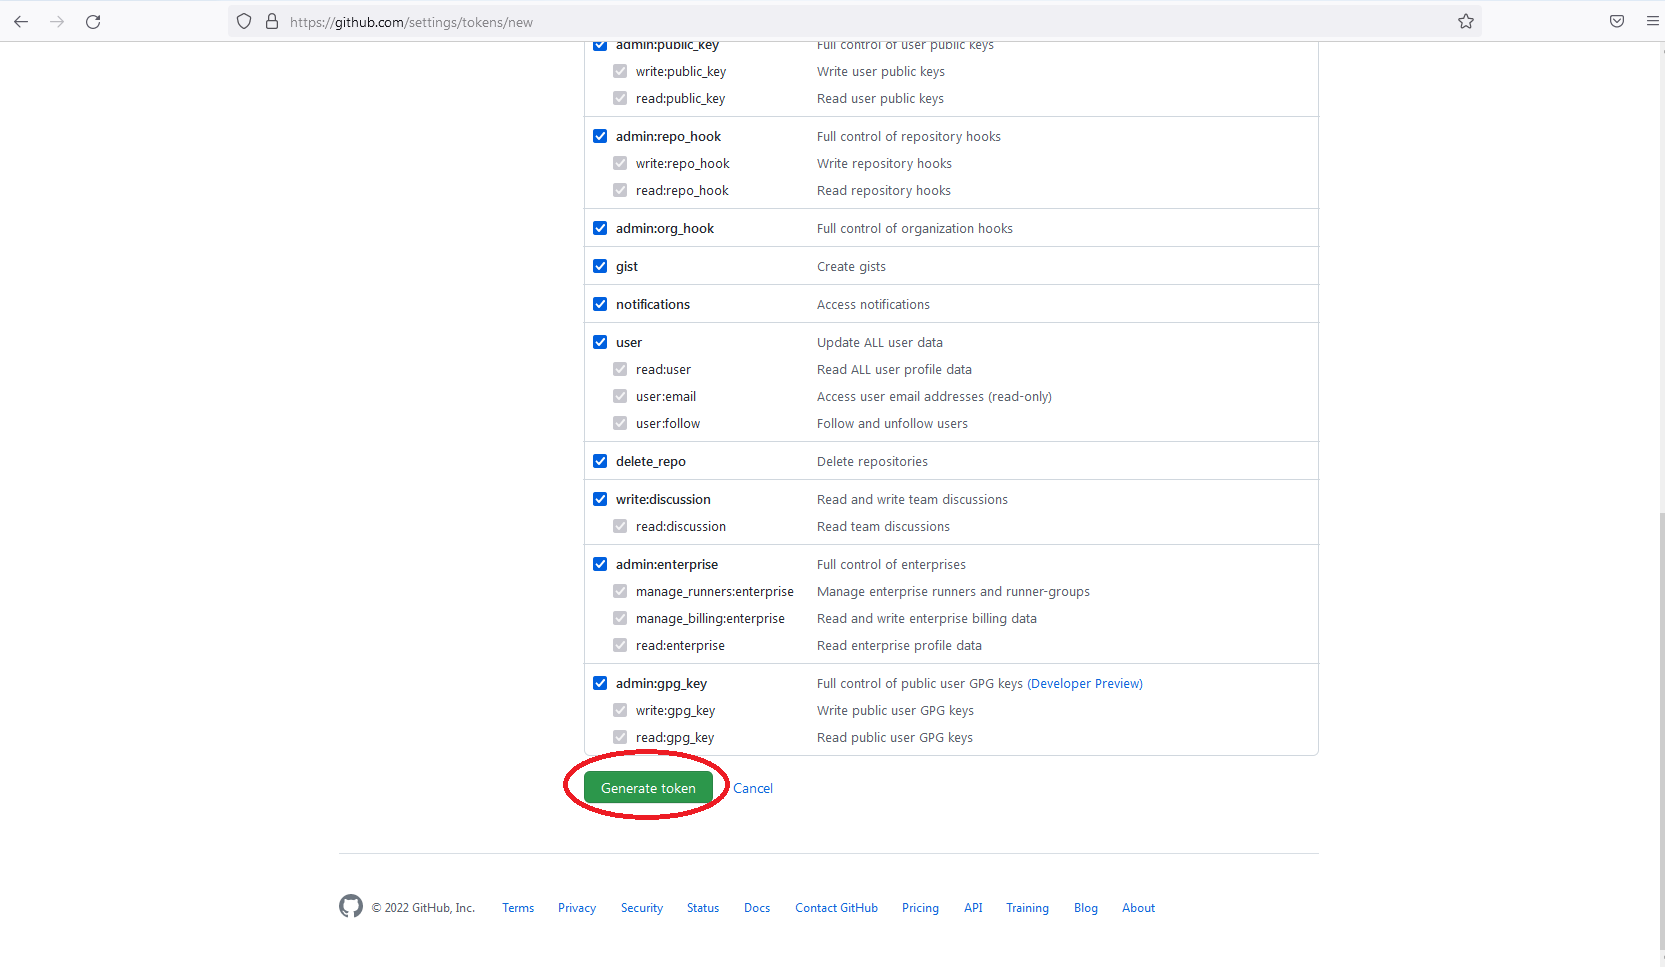 https://github.com/settings/tokens/new
admin:public_key Full control of user public keys
write:public_key Write user public keys
read:public_key Read user public keys
admin:repo_hook Full control of repository hooks
write:repo_hook Write repository hooks
read:repo_hook Read repository hooks
admin:org_hook Full control of organization hooks
gist Create gists
notifications Access notifications
user Update ALL user data
read:user Read ALL user profile data
user:email Access user email addresses (read-only)
user:follow Follow and unfollow users
delete_repo Delete repositories
write:discussion Read and write team discussions
read:discussion Read team discussions
admin:enterprise Full control of enterprises
manage_runners:enterprise Manage enterprise runners and runner-groups
manage_billing:enterprise Read and write enterprise billing data
read:enterprise Read enterprise profile data
admin:gpg_key Full control of public user GPG keys (Developer Preview)
write:gpg_key Write public user GPG keys
read:gpg_key Read public user GPG keys
Generate token Cancel
© 2022 GitHub, Inc. Terms Privacy Security Status Docs Contact GitHub Pricing API Training Blog About